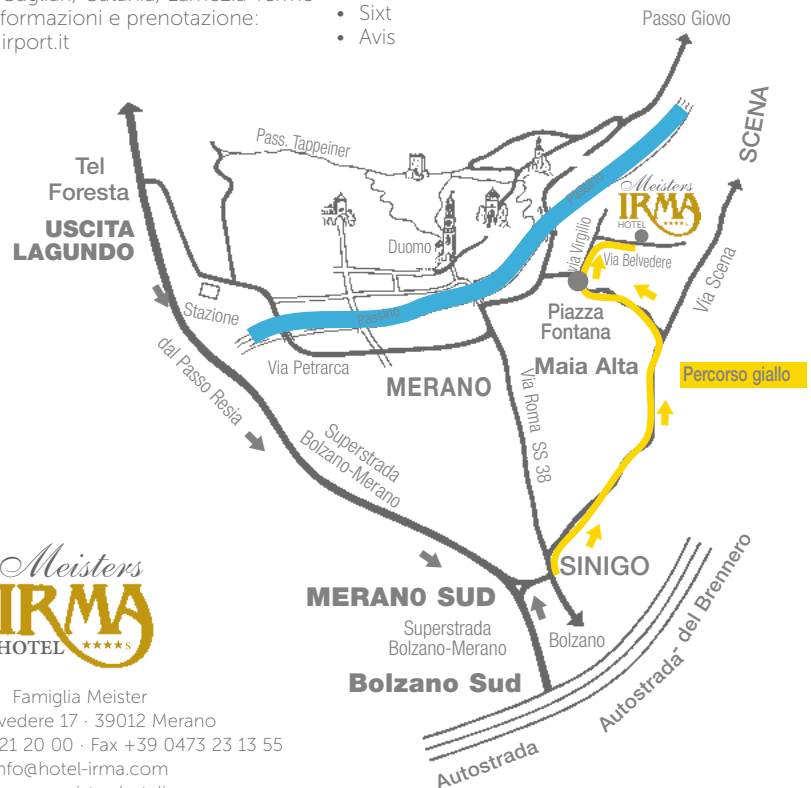 Cagliari, Catania, Lamezia Terme
formazioni e prenotazione:
irport.it
• Sixt
• Avis
Passo Giovo
Pass. Tappeiner
SCENA
Tel
Foresta
USCITA
LAGUNDO
Passirio
Meisters
IRMA
HOTEL
Duomo
via Virgilio
Via Belvedere
Via Scena
Stazione
Passirio
Piazza
Fontana
dal Passo Resia
Via Petrarca
MERANO
Maia Alta
Percorso giallo
Via Roma SS 38
Superstrada
Bolzano-Merano
SINIGO
MERANO SUD
Superstrada
Bolzano-Merano
Bolzano
Bolzano Sud
Autostrada
Autostrada del Brennero
Meisters
IRMA
HOTEL ★★★★s
Famiglia Meister
vedere 17 · 39012 Merano
21 20 00 · Fax +39 0473 23 13 55
nfo@hotel-irma.com